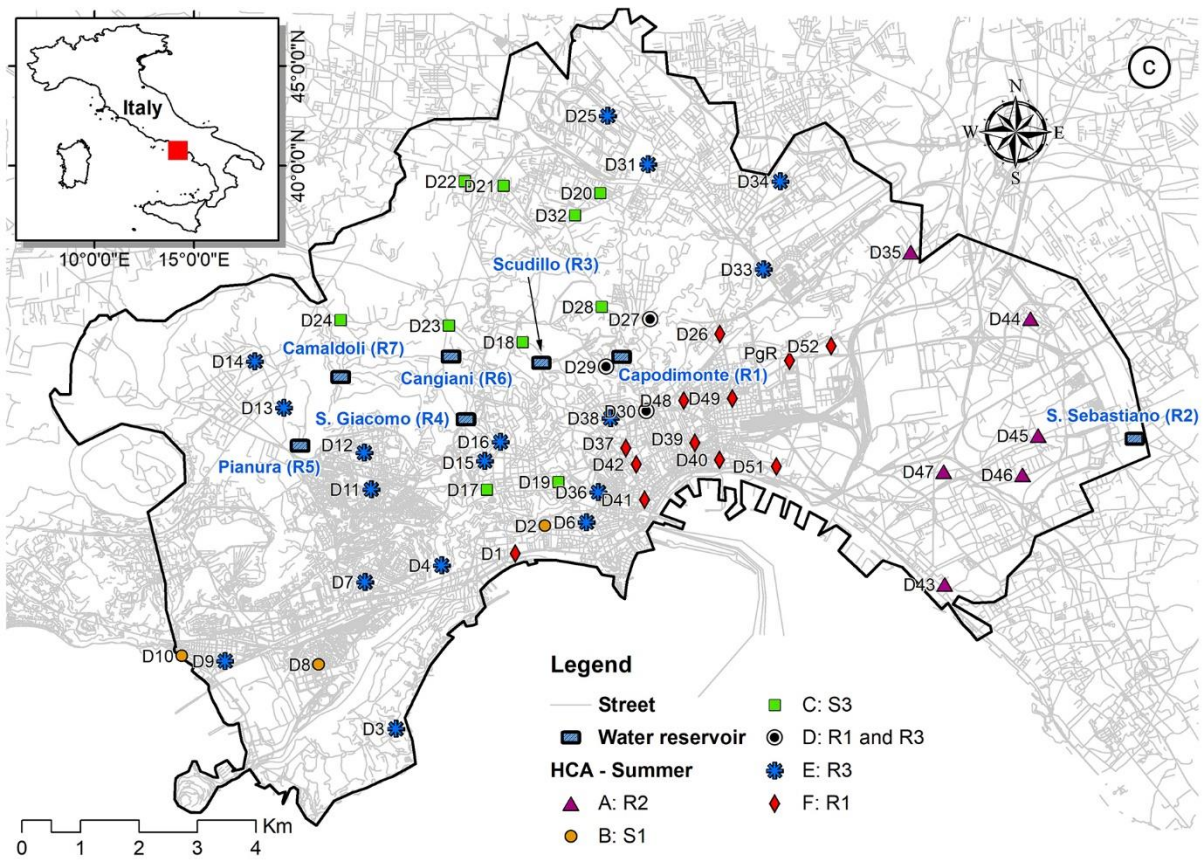 C
45°0'0"N
40°0'0"N
Italy
10°00'0"E 15°00'0"E
N
W E
S
D25
D31
D34
D22 D21
D20
D32
D35
Scudillo (R3)
D33
D28
D27
D24
D23
D26
D44
D18
Camaldoli (R7)
D14
PgR D52
D29
Cangiani (R6)
Capodimonte (R1)
D48 D49
D13
D30
S. Giacomo (R4)
D38
S. Sebastiano (R2)
D16
D39
D45
D12
D37
Pianura (R5)
D15
D42
D40
D51
D47
D46
D11
D17
D19
D36
D41
D2
D6
D1
D4
D7
D43
D10
D9
D8
D3
Legend
Street
Water reservoir
HCA - Summer
A: R2
B: S1
C: S3
D: R1 and R3
E: R3
F: R1
Km
0 1 2 3 4